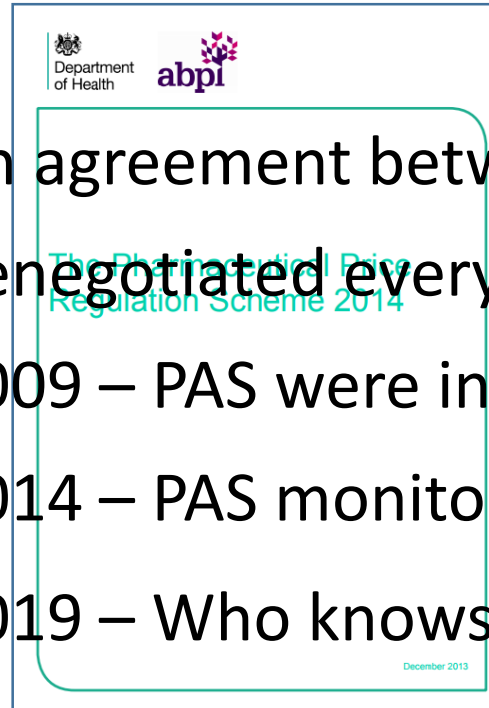 Department
of Health
abpi
n agreement betw
The Pharmaceutical Price
enegotiated every
Regulation Scheme 2014
009 – PAS were in
014 – PAS monito
019 – Who knows
December 2013